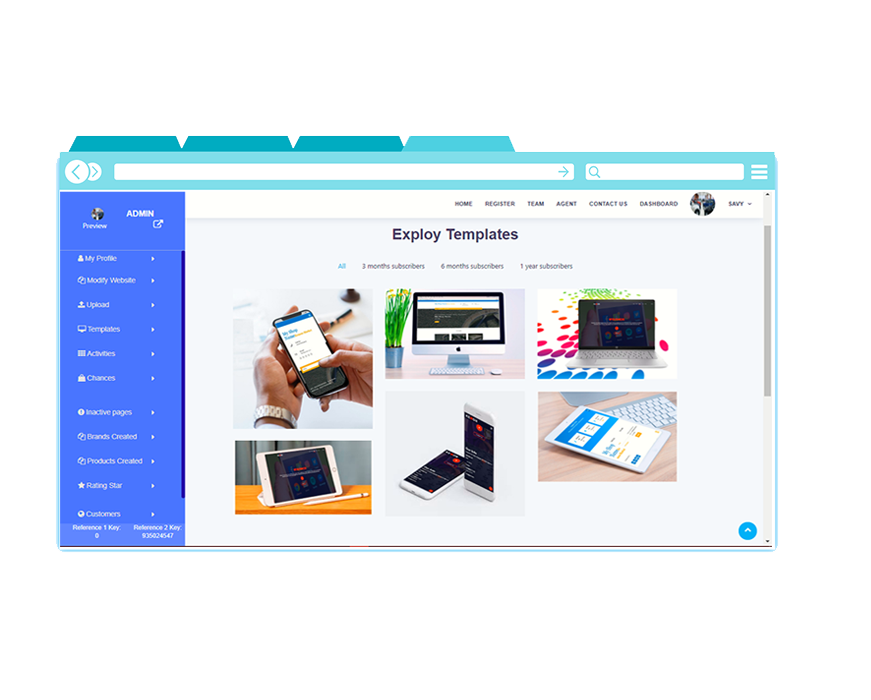 HOME REGISTER TEAM AGENT CONTACT US DASHBOARD SAVY
ADMIN
Preview
My Profile
Modify Website
Upload
Templates
Activities
Chances
Inactive pages
Brands Created
Products Created
Rating Star
Customers
Reference 1 Key:
0
Reference 2 Key:
935024547
Exploy Templates
All 3 months subscribers 6 months subscribers 1 year subscribers